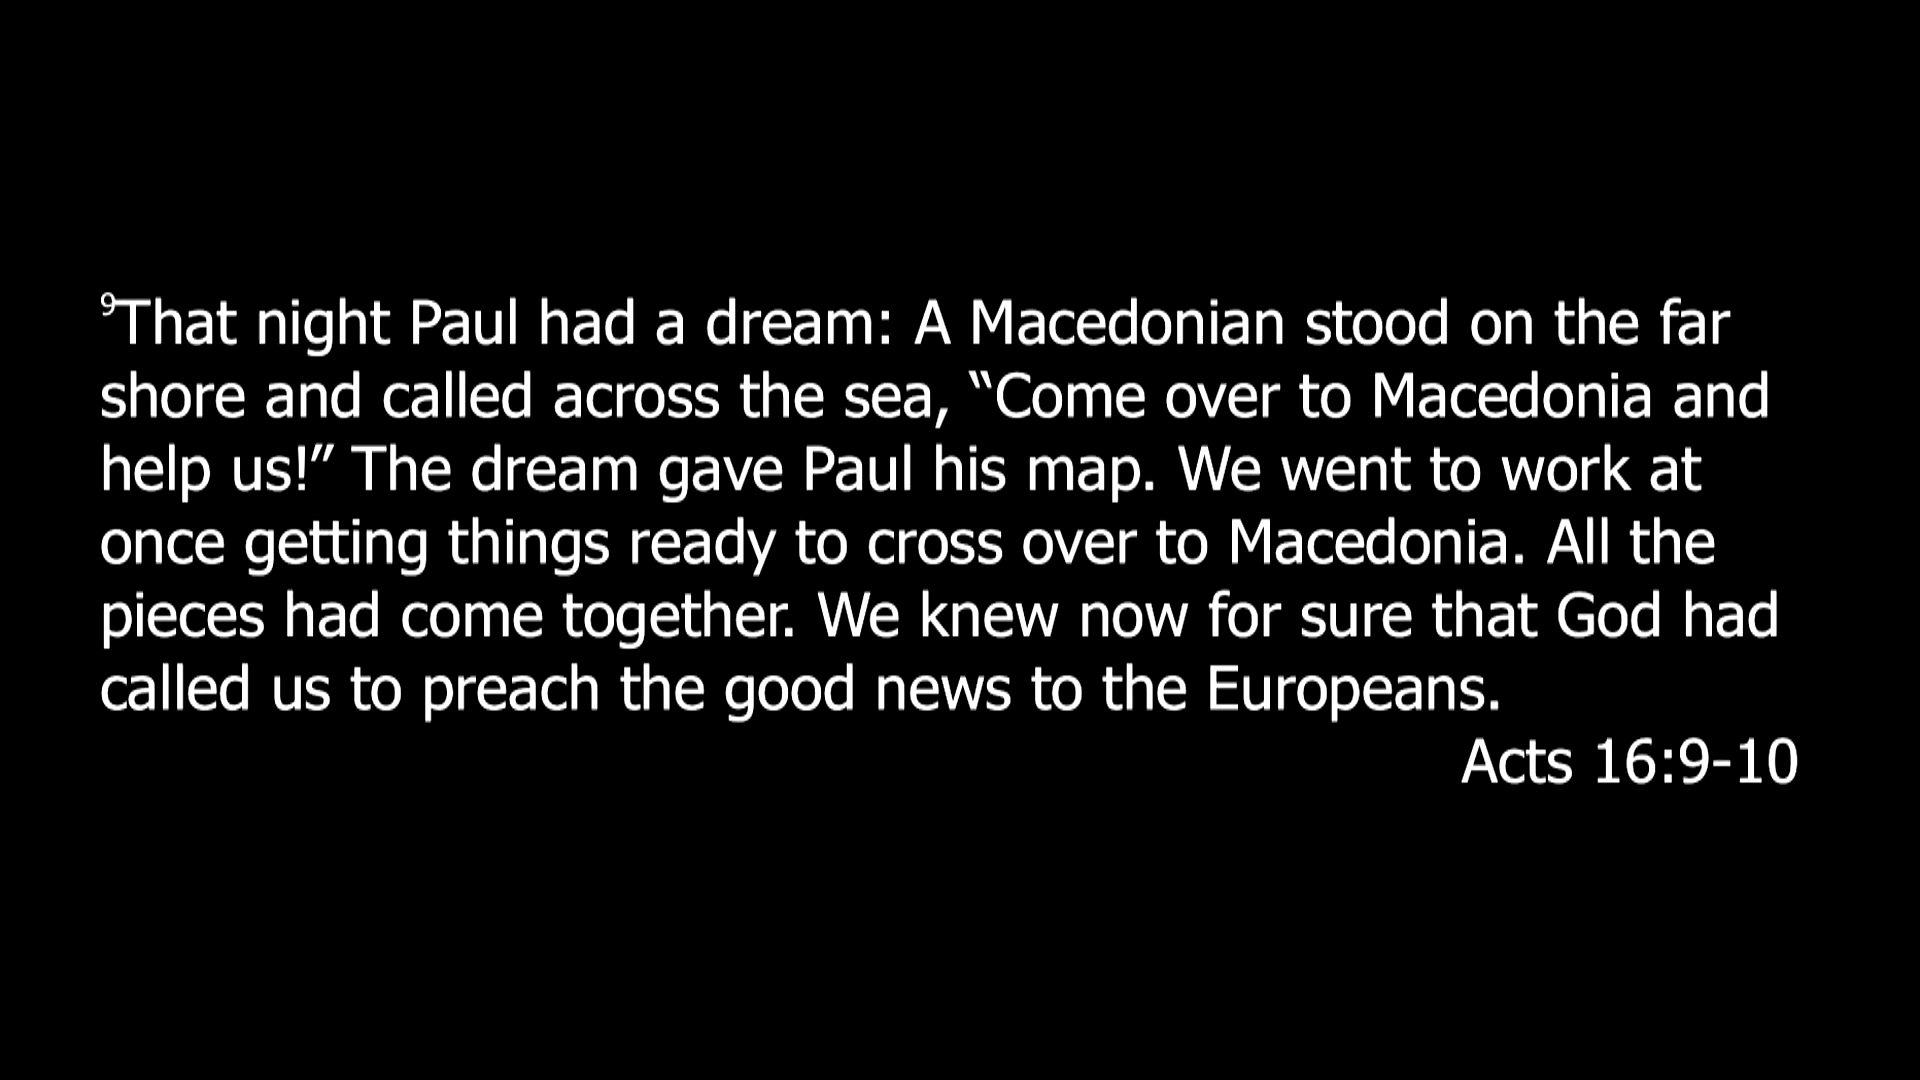 ⁹That night Paul had a dream: A Macedonian stood on the far
shore and called across the sea, “Come over to Macedonia and
help us!” The dream gave Paul his map. We went to work at
once getting things ready to cross over to Macedonia. All the
pieces had come together. We knew now for sure that God had
called us to preach the good news to the Europeans.
Acts 16:9-10